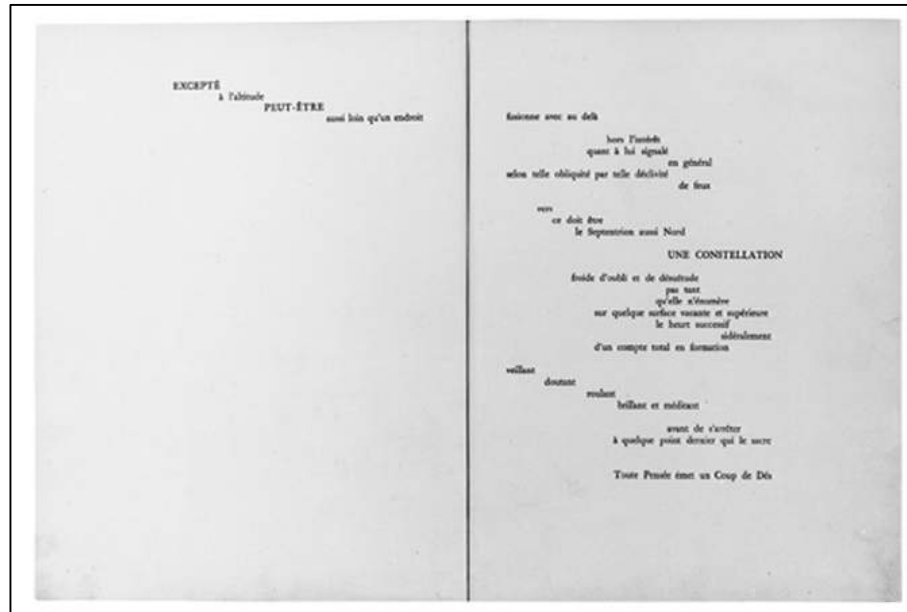 EXCEPTÉ
à l'altitude
PEUT-ÊTRE
aussi loin qu'un endroit
fusionne avec au delà
hors l'intérêt
quant à lui signalé
en général
selon telle obliquité par telle déclivité
de feux
vers
ce doit être
le Septentrion aussi Nord
UNE CONSTELLATION
froide d'oubli et de désuétude
pas tant
qu'elle n'énumère
sur quelque surface vacante et supérieure
le heurt successif
sidéralement
d'un compte total en formation
veillant
doutant
roulant
brillant et méditant
avant de s'arrêter
à quelque point dernier qui le sacre
Toute Pensée émet un Coup de Dés